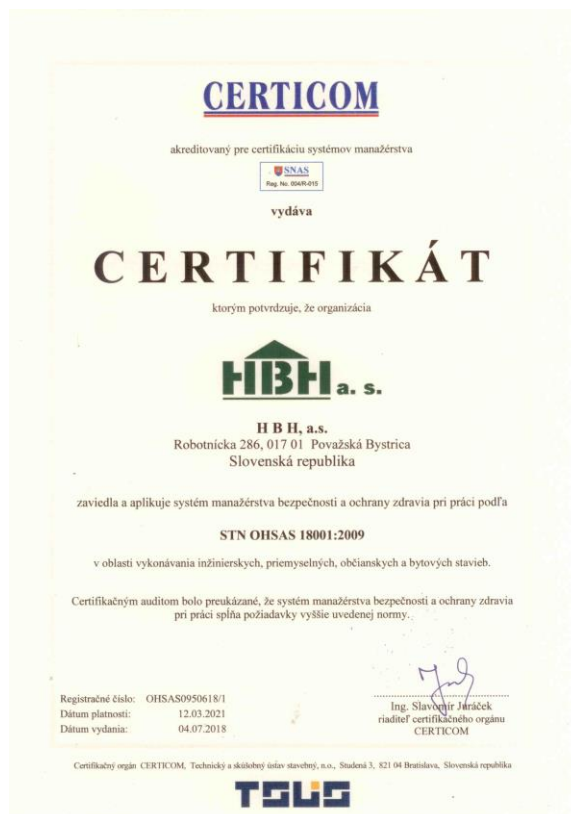 CERTICOM
akreditovaný pre certifikáciu systémov manažérstva
SNAS
Reg. No. 004/R-015
vydáva
CERTIFIKÁT
ktorým potvrdzuje, že organizácia
HBH a. s.
H B H, a.s.
Robotnícka 286, 017 01 Považská Bystrica
Slovenská republika
zaviedla a aplikuje systém manažérstva bezpečnosti a ochrany zdravia pri práci podľa
STN OHSAS 18001:2009
v oblasti vykonávania inžinierskych, priemyselných, občianskych a bytových stavieb.
Certifikačným auditom bolo preukázané, že systém manažérstva bezpečnosti a ochrany zdravia
pri práci spĺňa požiadavky vyššie uvedenej normy.
Registračné číslo: OHSAS0950618/1
Dátum platnosti: 12.03.2021
Dátum vydania: 04.07.2018
Ing. Slavomír Juráček
riaditeľ certifikačného orgánu
CERTICOM
Certifikačný orgán CERTICOM, Technický a skúšobný ústav stavebný, n.o., Studená 3, 821 04 Bratislava, Slovenská republika
TSUS